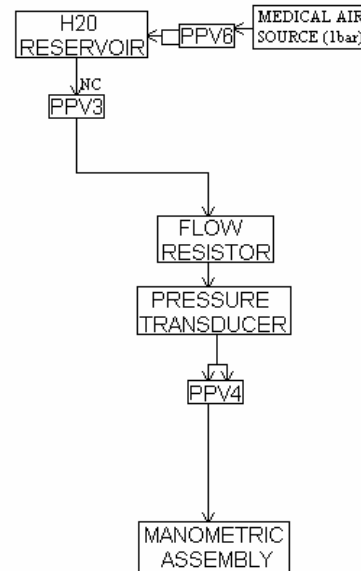 H20
RESERVOIR
PPV6
MEDICAL AIR
SOURCE (1bar)
NC
PPV3
FLOW
RESISTOR
PRESSURE
TRANSDUCER
PPV4
MANOMETRIC
ASSEMBLY